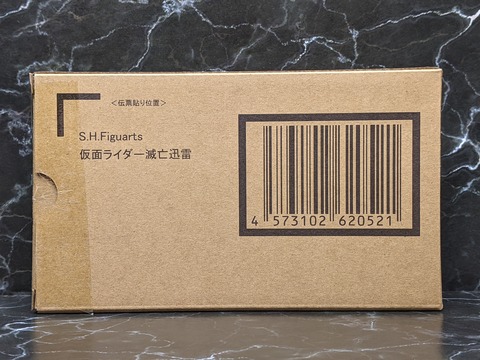 ＜伝票貼り位置＞
S.H.Figuarts
仮面ライダー滅亡迅雷
4 573102 620521